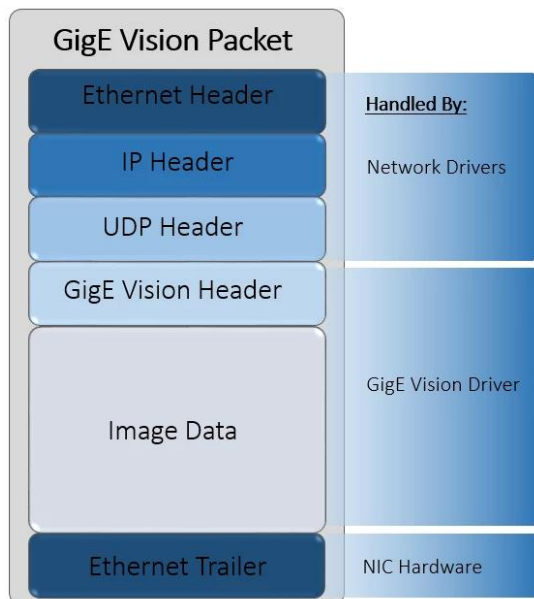 GigE Vision Packet
Ethernet Header
Handled By:
IP Header
Network Drivers
UDP Header
GigE Vision Header
GigE Vision Driver
Image Data
Ethernet Trailer
NIC Hardware